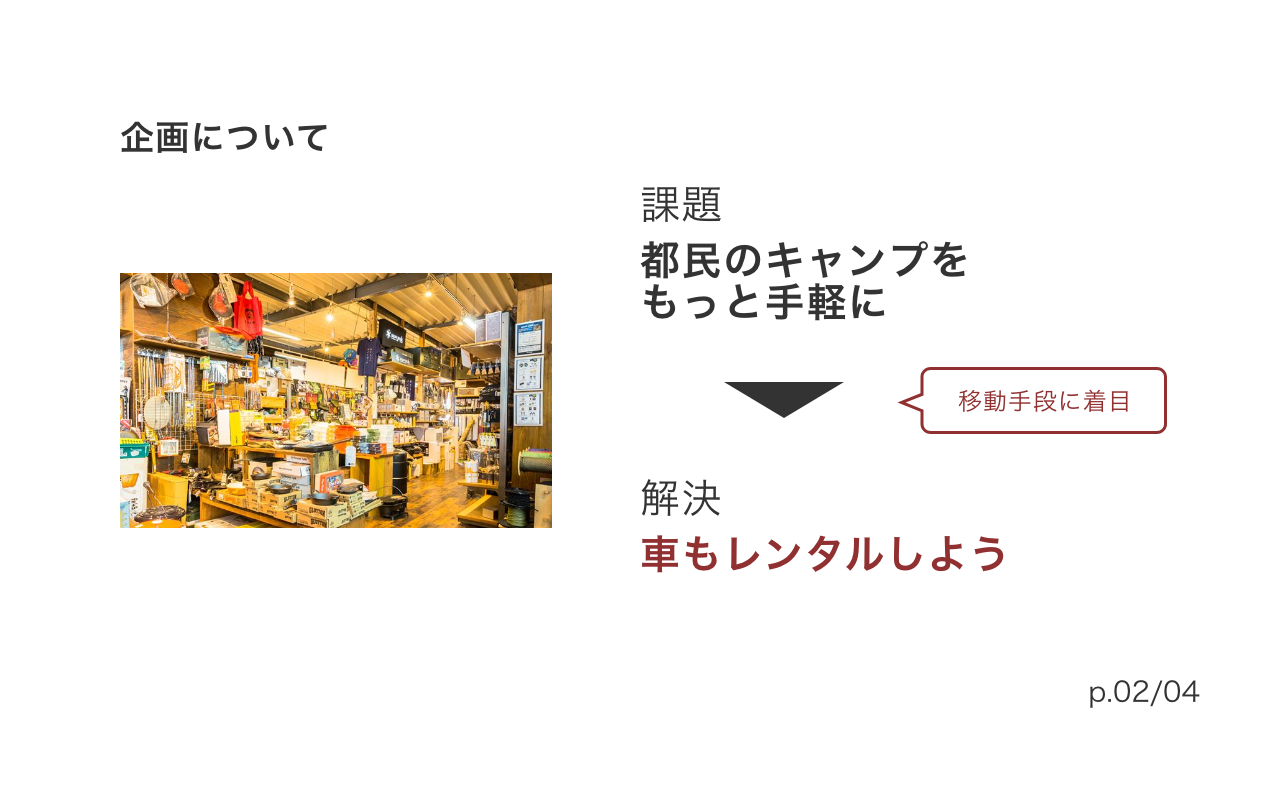 企画について
課題
都民のキャンプを
もっと手軽に
移動手段に着目
解決
車もレンタルしよう
p.02/04